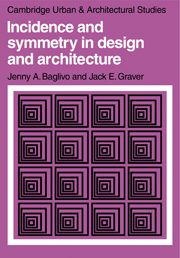 Cambridge Urban & Architectural Studies
Incidence and
symmetry in design
and architecture
Jenny A. Baglivo and Jack E. Graver